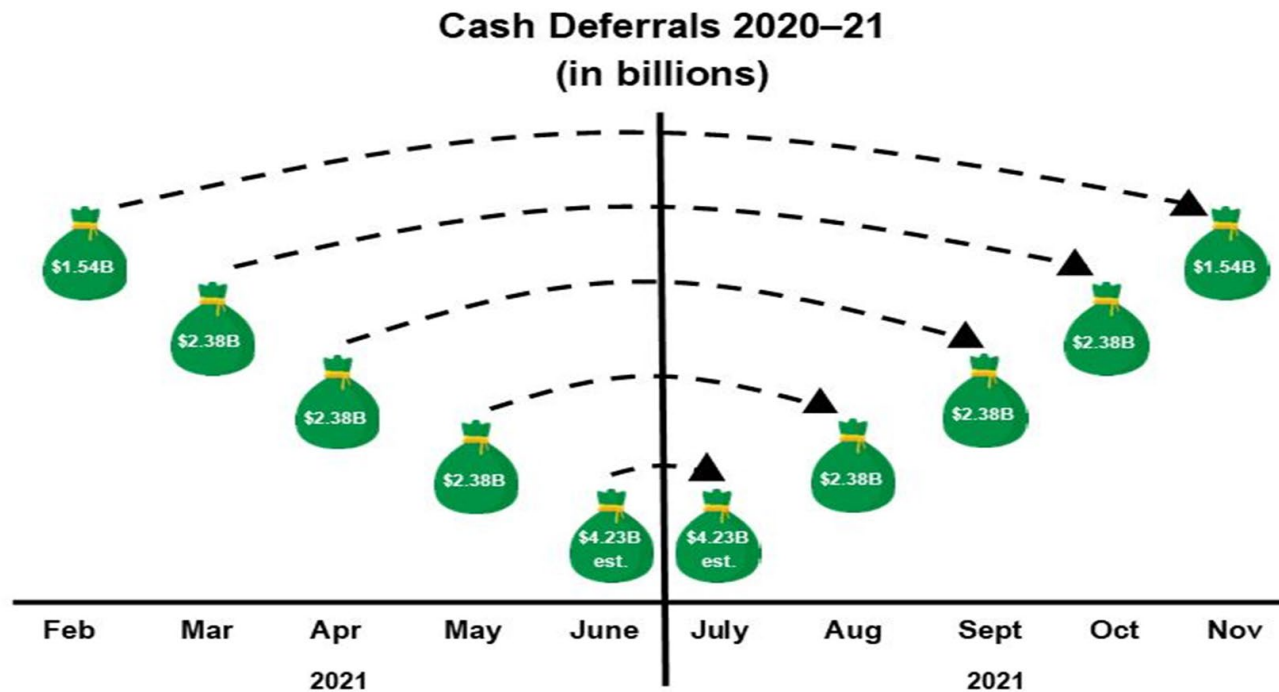 Cash Deferrals 2020–21
(in billions)
$1.54B
$1.54B
$2.38B
$2.38B
$2.38B
$2.38B
$2.38B
$2.38B
$4.23B
est.
$4.23B
est.
Feb Mar Apr May June July Aug Sept Oct Nov
2021 2021